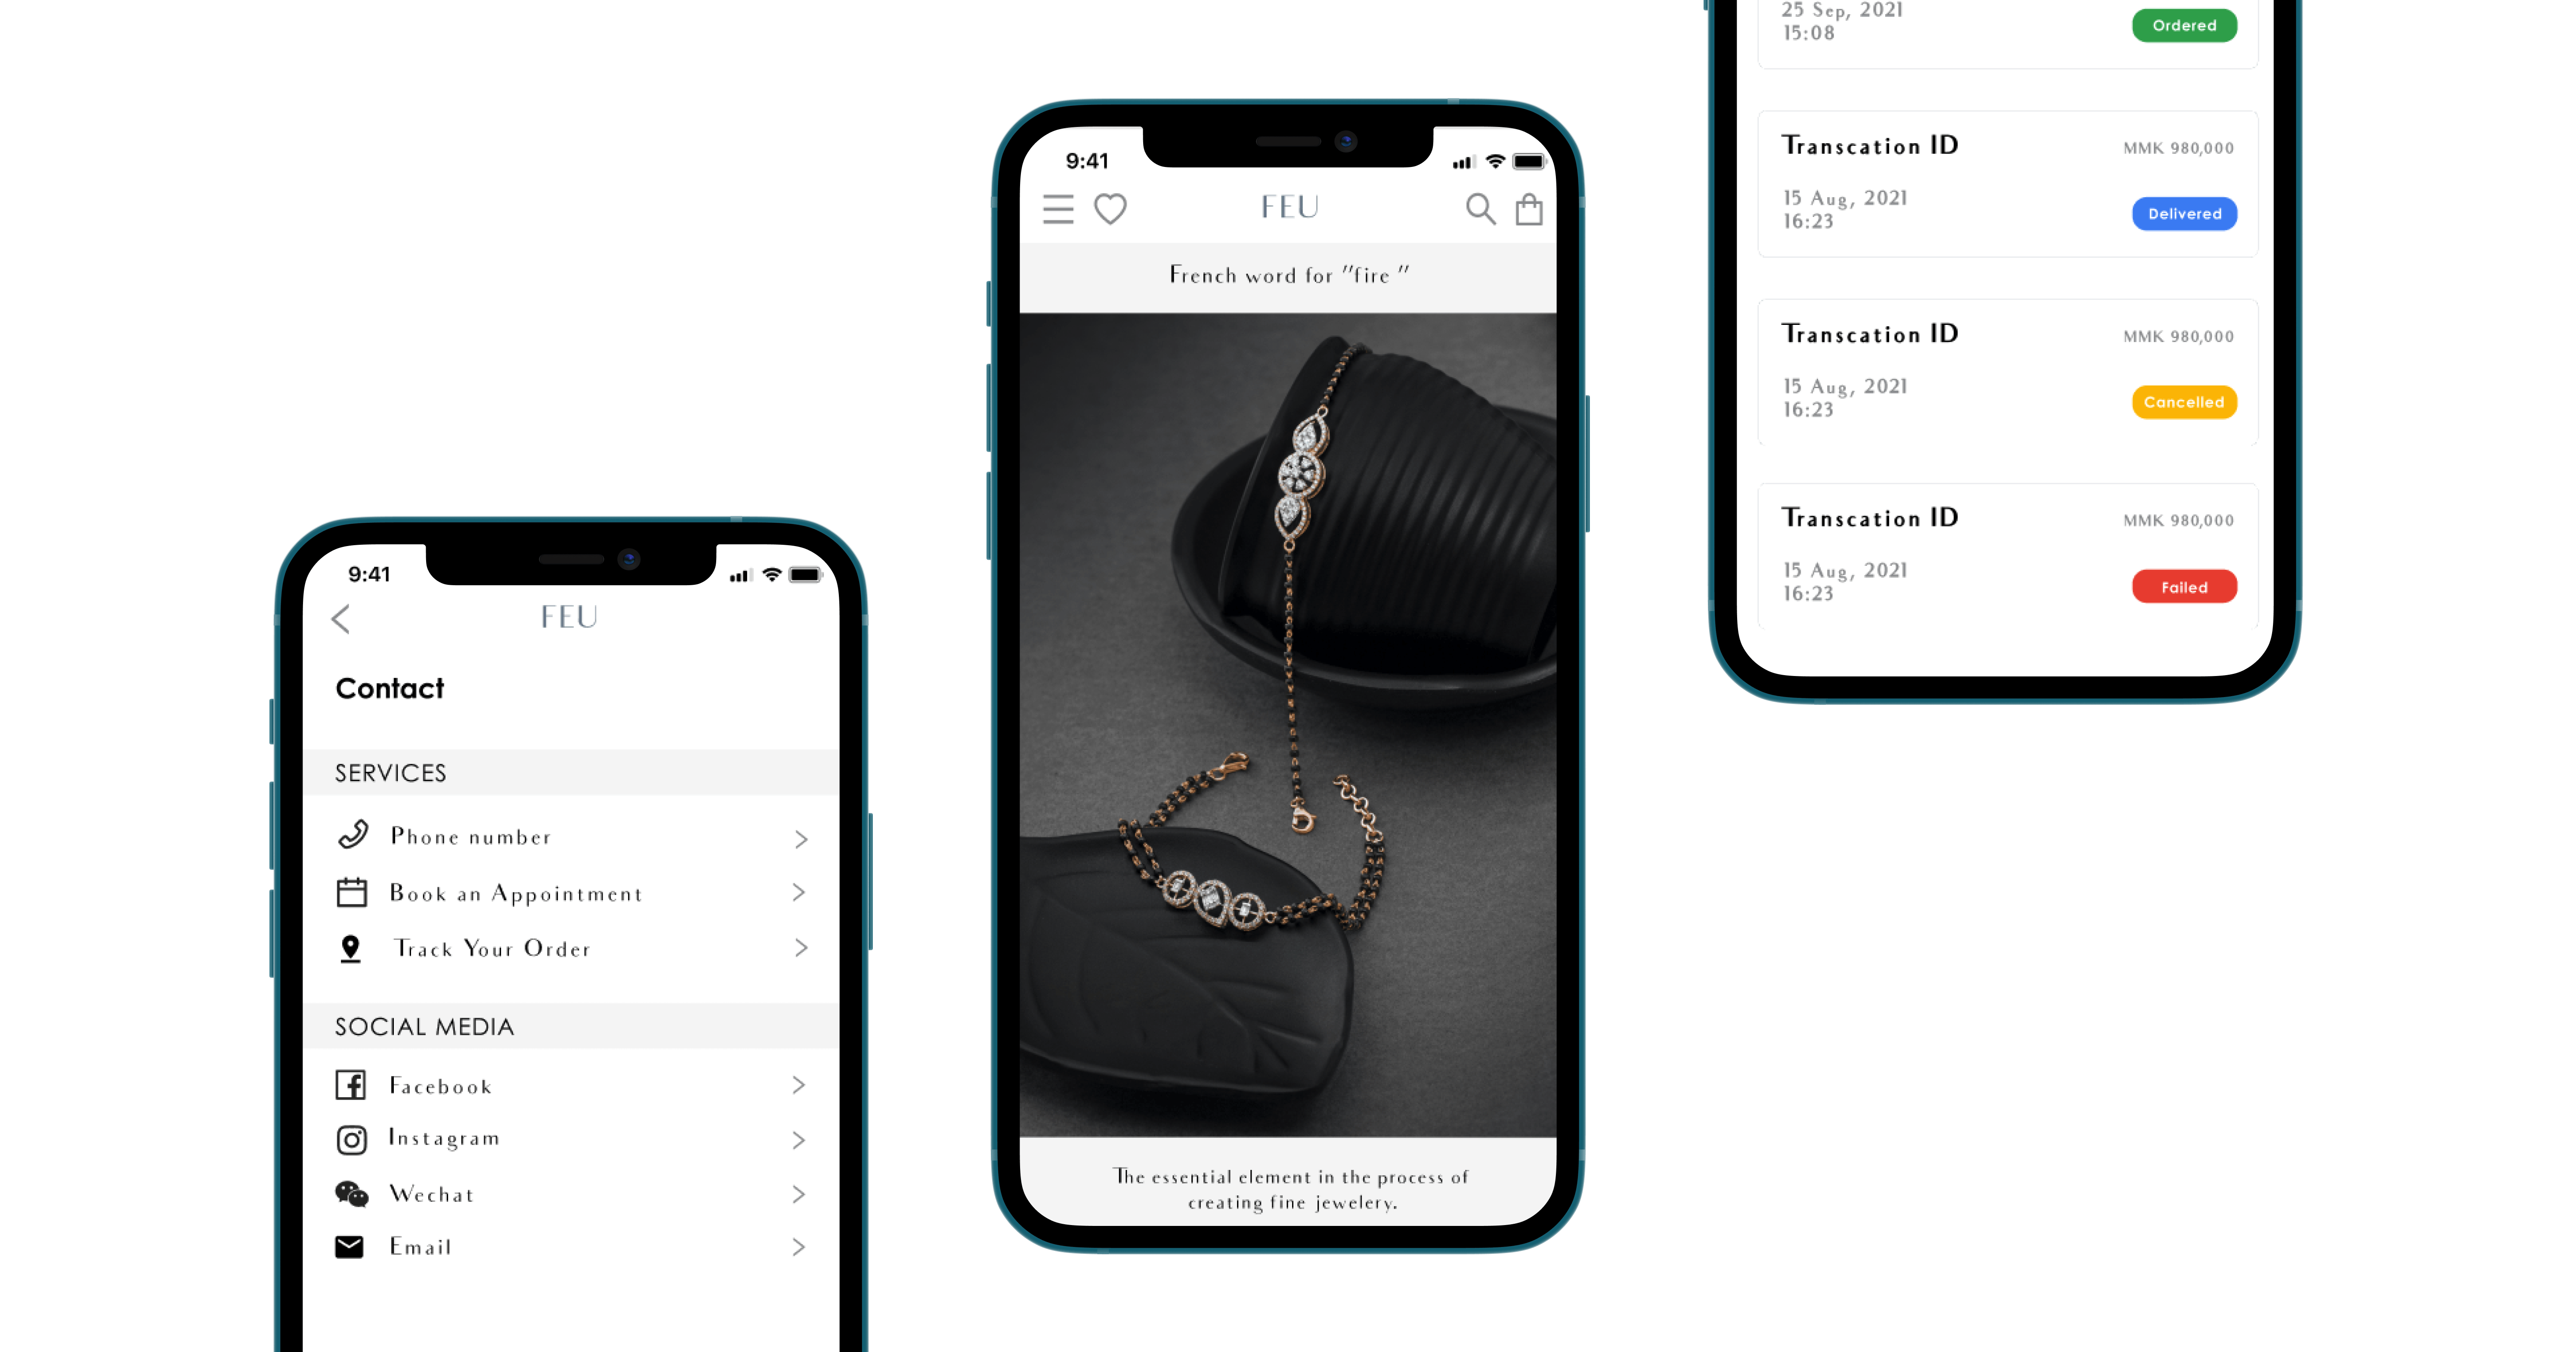 9:41
FEU
Contact
SERVICES
Phone number
Book an Appointment
Track Your Order
SOCIAL MEDIA
Facebook
Instagram
Wechat
Email
9:41
FEU
French word for "fire "
The essential element in the process of
creating fine jewelery.
25 Sep, 2021
15:08
Ordered
Transcation ID
MMK 980,000
15 Aug, 2021
16:23
Delivered
Transcation ID
MMK 980,000
15 Aug, 2021
16:23
Cancelled
Transcation ID
MMK 980,000
15 Aug, 2021
16:23
Failed